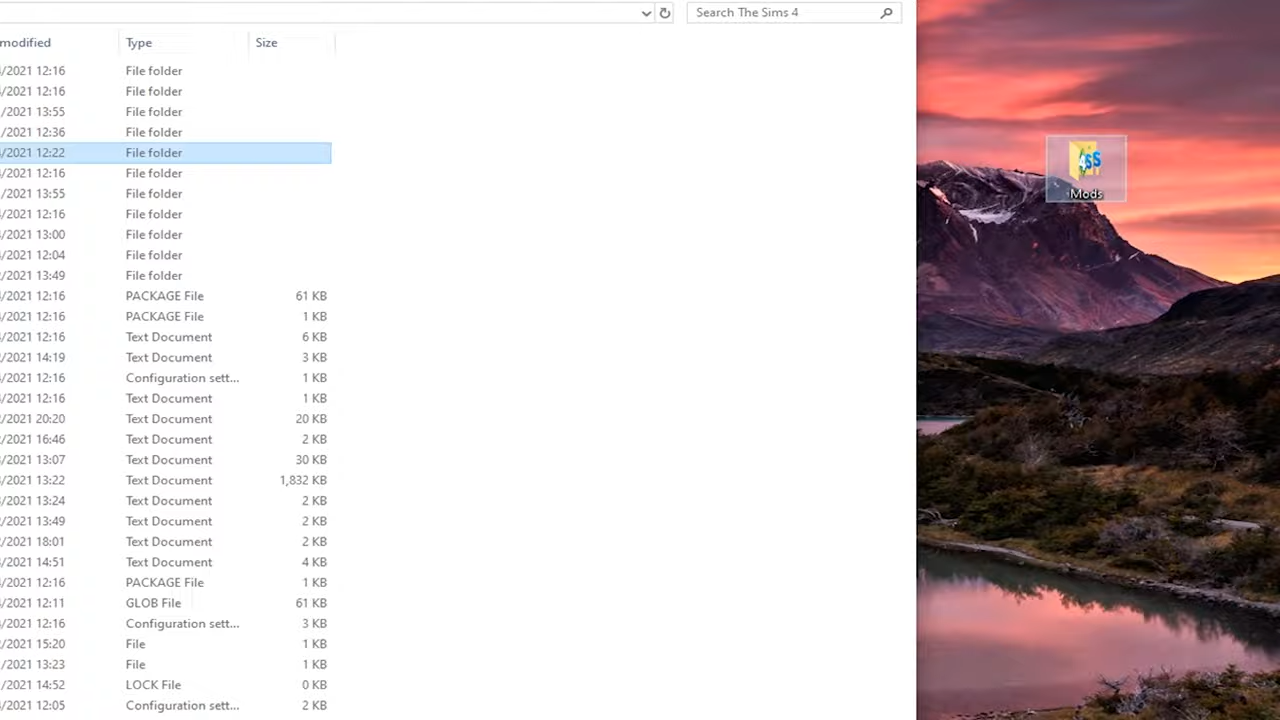 Search The Sims 4
modified Type Size
/2021 12:16 File folder
/2021 12:16 File folder
/2021 13:55 File folder
/2021 12:36 File folder
/2021 12:22 File folder
/2021 12:16 File folder
/2021 13:55 File folder
/2021 12:16 File folder
/2021 13:00 File folder
/2021 12:04 File folder
/2021 13:49 File folder
/2021 12:16 PACKAGE File 61 KB
/2021 12:16 PACKAGE File 1 KB
/2021 12:16 Text Document 6 KB
/2021 14:19 Text Document 3 KB
/2021 12:16 Configuration sett... 1 KB
/2021 12:16 Text Document 1 KB
/2021 20:20 Text Document 20 KB
/2021 16:46 Text Document 2 KB
/2021 13:07 Text Document 30 KB
/2021 13:22 Text Document 1,832 KB
/2021 13:24 Text Document 2 KB
/2021 13:49 Text Document 2 KB
/2021 18:01 Text Document 2 KB
/2021 14:51 Text Document 4 KB
/2021 12:16 PACKAGE File 1 KB
/2021 12:11 GLOB File 61 KB
/2021 12:16 Configuration sett... 3 KB
/2021 15:20 File 1 KB
/2021 13:23 File 1 KB
/2021 14:52 LOCK File 0 KB
/2021 12:05 Configuration sett... 2 KB
Mods